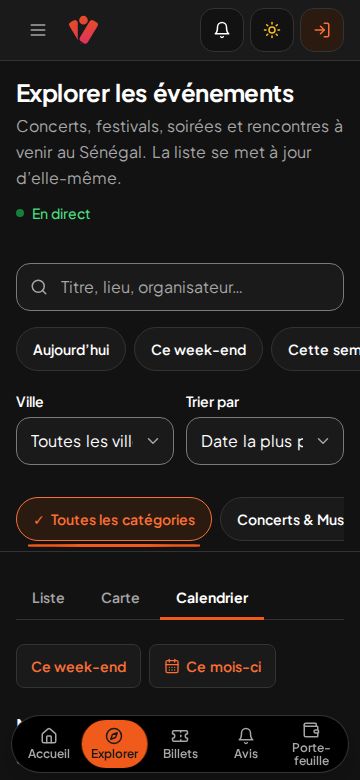 Explorer les événements
Concerts, festivals, soirées et rencontres à
venir au Sénégal. La liste se met à jour
d’elle-même.
En direct
Titre, lieu, organisateur…
Aujourd’hui Ce week-end Cette sem
Ville Trier par
Toutes les vill Date la plus p
✓ Toutes les catégories Concerts & Mus
Liste Carte Calendrier
Ce week-end Ce mois-ci
Accueil Explorer Billets Avis Porte-
feuille